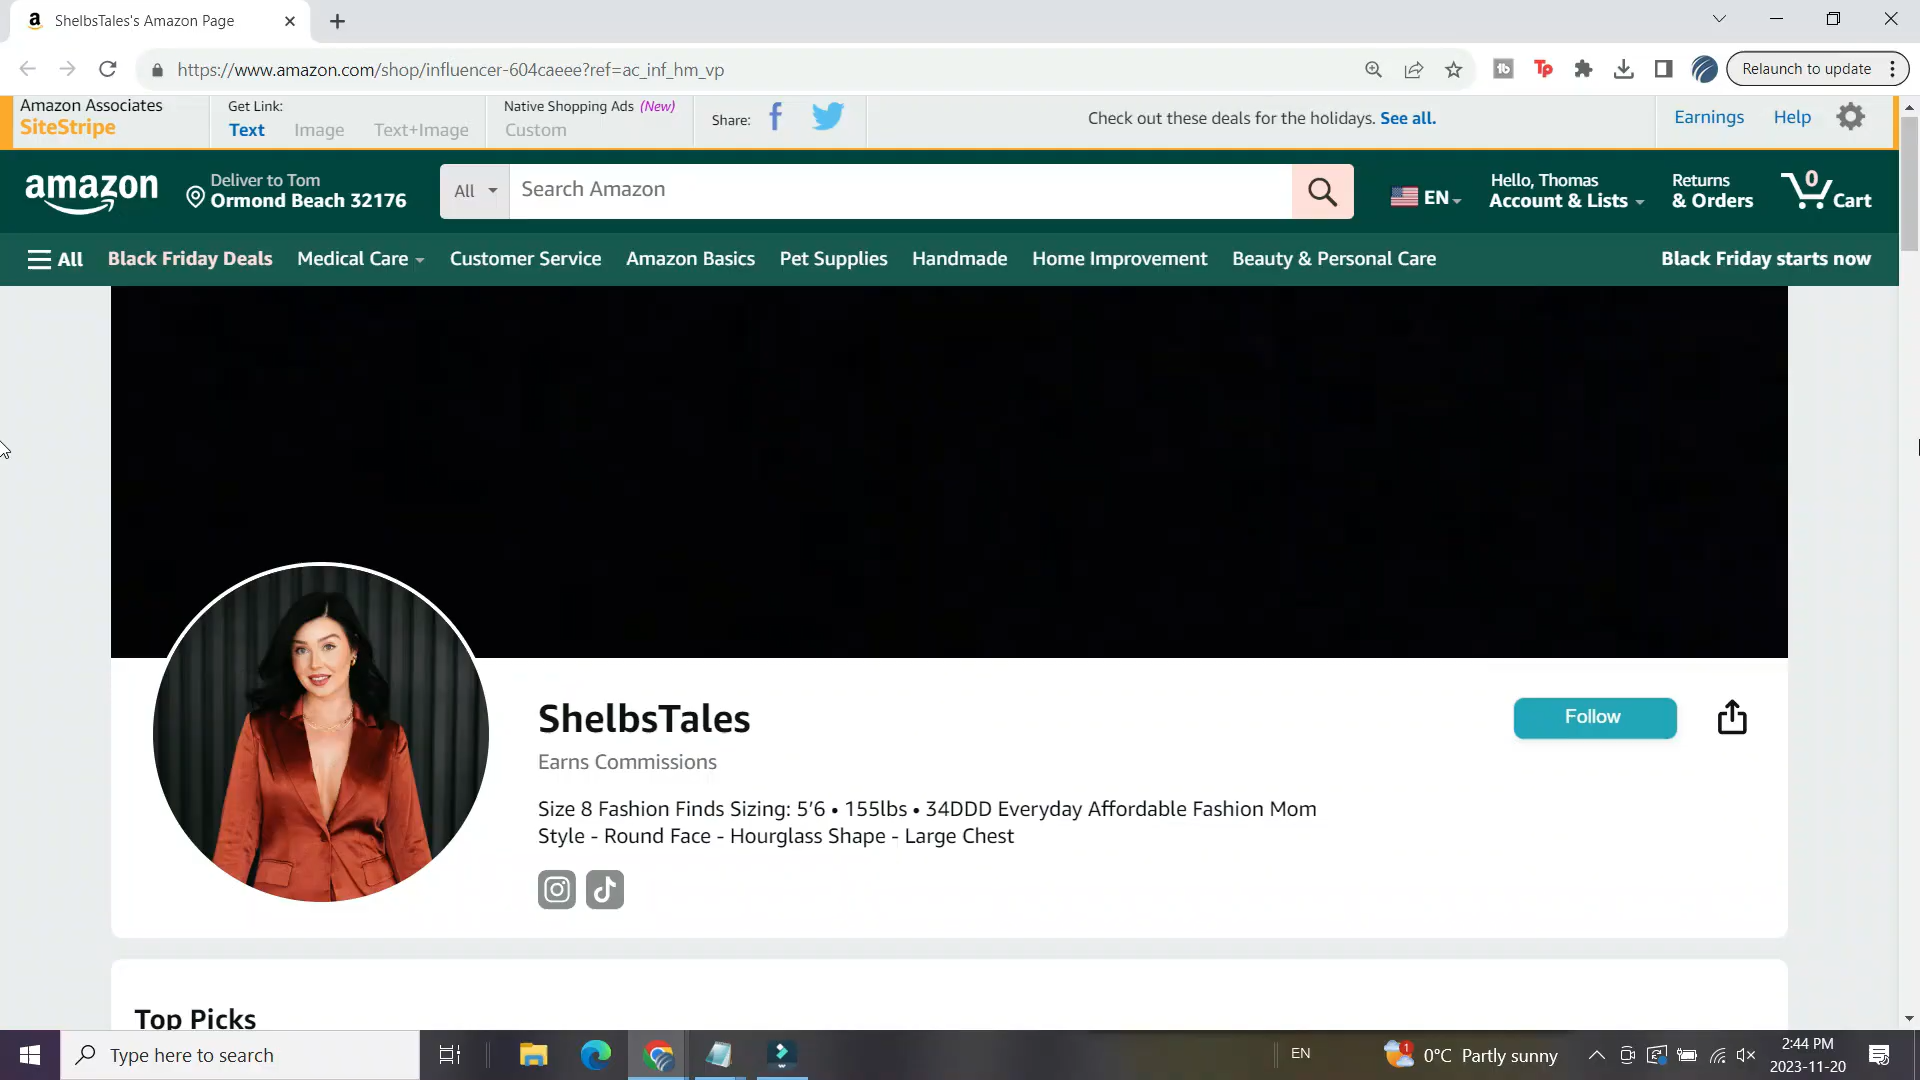 ShelbsTales's Amazon Page
https://www.amazon.com/shop/influencer-604caeee?ref=ac_inf_hm_vp
Relaunch to update
Amazon Associates
SiteStripe
Get Link:
Text Image Text+Image
Native Shopping Ads (New)
Custom
Share:
Check out these deals for the holidays. See all.
Earnings Help
amazon
Deliver to Tom
Ormond Beach 32176
All
Search Amazon
EN
Hello, Thomas
Account & Lists
Returns
& Orders
0
Cart
All Black Friday Deals Medical Care Customer Service Amazon Basics Pet Supplies Handmade Home Improvement Beauty & Personal Care Black Friday starts now
ShelbsTales
Follow
Earns Commissions
Size 8 Fashion Finds Sizing: 5’6 • 155lbs • 34DDD Everyday Affordable Fashion Mom
Style - Round Face - Hourglass Shape - Large Chest
Top Picks
Type here to search
EN
1
0°C Partly sunny
2:44 PM
2023-11-20